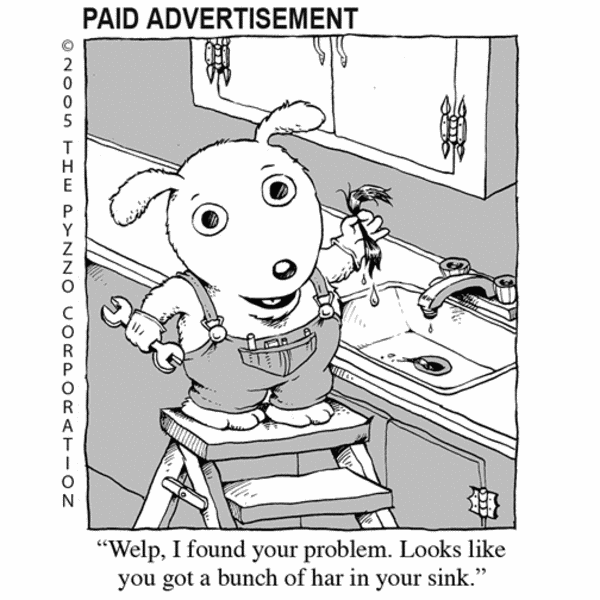 PAID ADVERTISEMENT
© 2005 THE PYZZO CORPORATION
“Welp, I found your problem. Looks like
you got a bunch of har in your sink.”